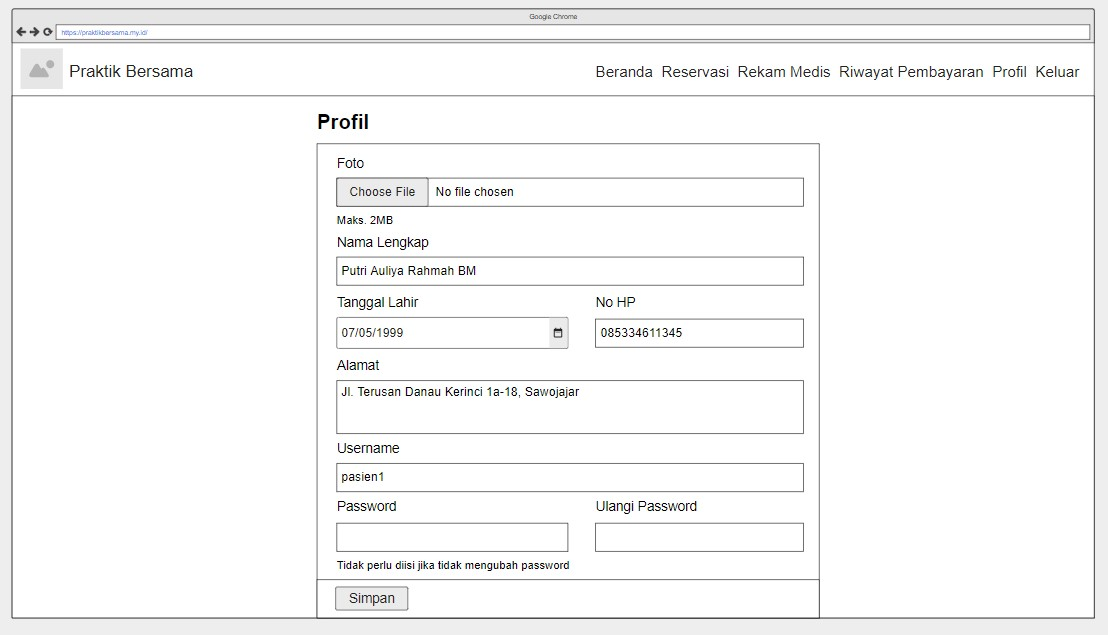 Google Chrome
https://praktikbersama.my.id/
Praktik Bersama
Beranda Reservasi Rekam Medis Riwayat Pembayaran Profil Keluar
Profil
Foto
Choose File No file chosen
Maks. 2MB
Nama Lengkap
Putri Auliya Rahmah BM
Tanggal Lahir No HP
07/05/1999 085334611345
Alamat
Jl. Terusan Danau Kerinci 1a-18, Sawojajar
Username
pasien1
Password Ulangi Password
Tidak perlu diisi jika tidak mengubah password
Simpan